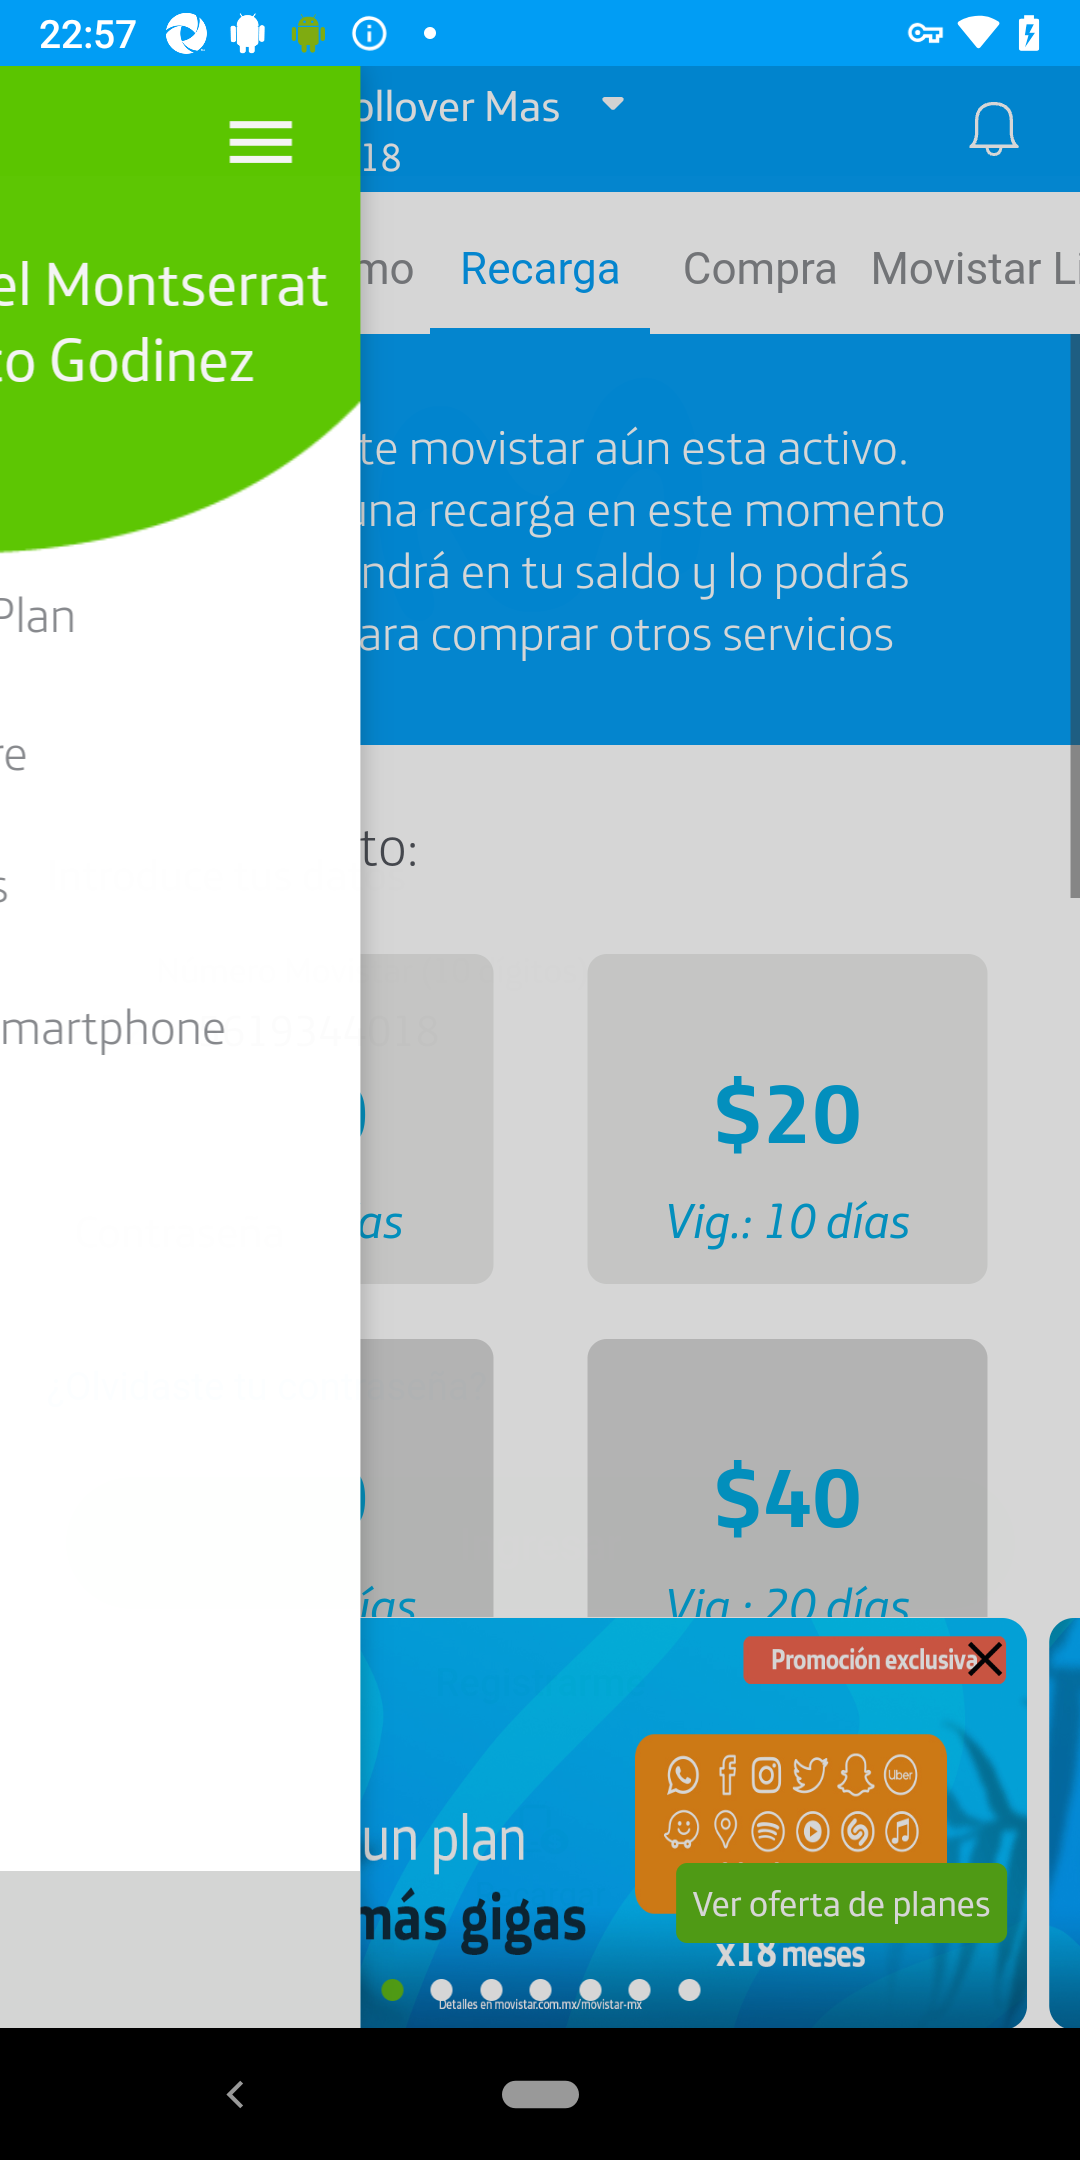 22:57
ollover Mas
18
el Montserrat
to Godinez
mo Recarga Compra Movistar Li
te movistar aún esta activo.
una recarga en este momento
ndrá en tu saldo y lo podrás
ara comprar otros servicios
Plan
re
s
martphone
619344018
to:
0
as
$20
Vig.: 10 días
0
ías
$40
Vig.: 20 días
Promoción exclusiva
Uber
un plan
más gigas
Ver oferta de planes
x18 meses
Detalles en movistar.com.mx/movistar-mx